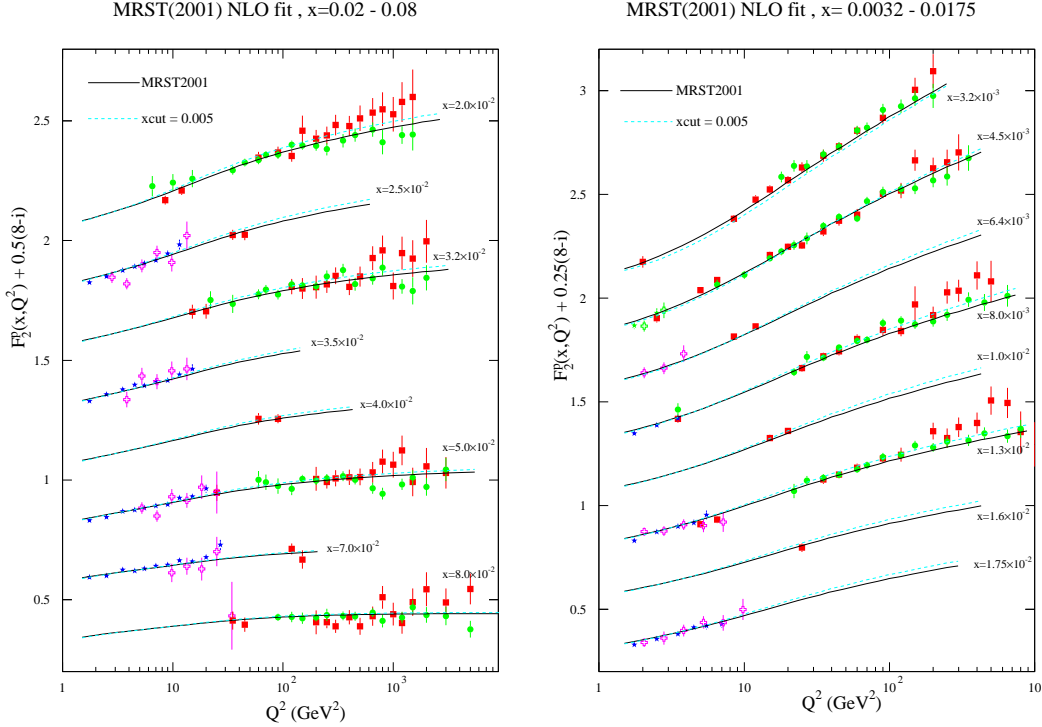 MRST(2001) NLO fit , x=0.02 - 0.08
MRST2001
xcut = 0.005
x=2.0×10⁻²
x=2.5×10⁻²
x=3.2×10⁻²
x=3.5×10⁻²
x=4.0×10⁻²
x=5.0×10⁻²
x=7.0×10⁻²
x=8.0×10⁻²
2.5
2
1.5
1
0.5
F₂ᵖ(x,Q²) + 0.5(8-i)
1 10 10² 10³
Q² (GeV²)
MRST(2001) NLO fit , x= 0.0032 - 0.0175
MRST2001
xcut = 0.005
x=3.2×10⁻³
x=4.5×10⁻³
x=6.4×10⁻³
x=8.0×10⁻³
x=1.0×10⁻²
x=1.3×10⁻²
x=1.6×10⁻²
x=1.75×10⁻²
3
2.5
2
1.5
1
0.5
F₂ᵖ(x,Q²) + 0.25(8-i)
1 10 10² 10
Q² (GeV²)